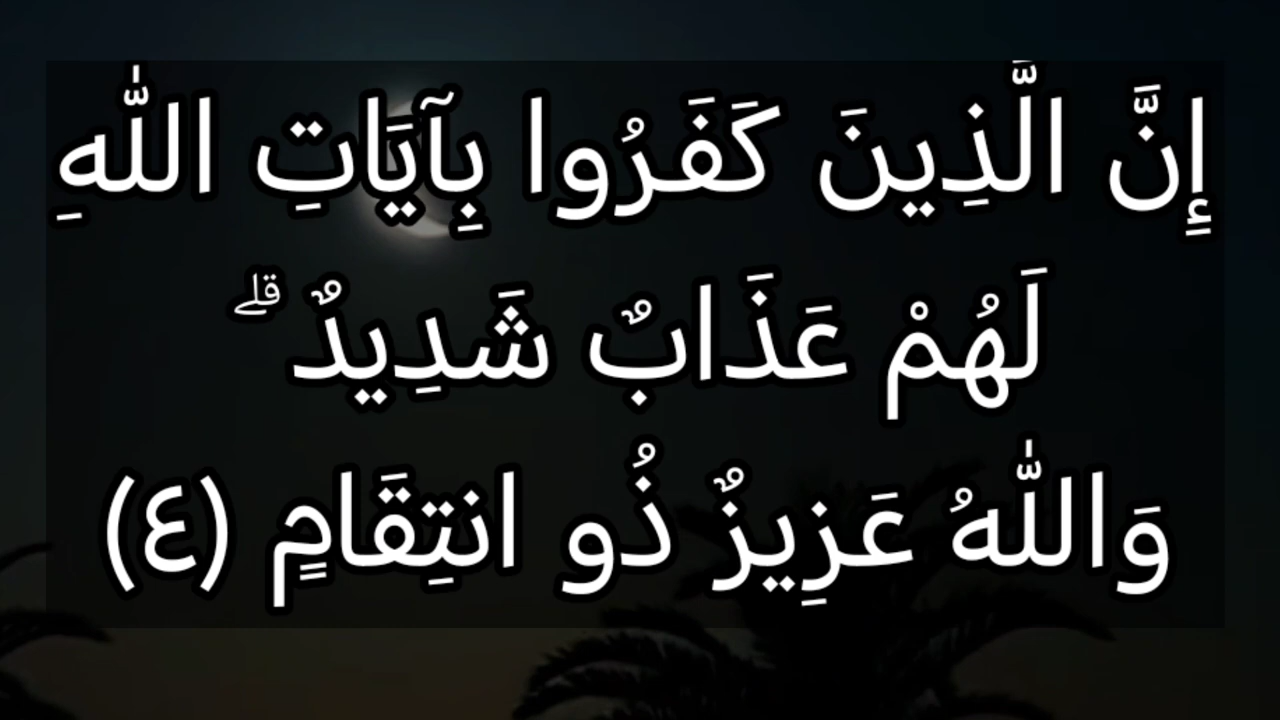 إِنَّ الَّذِينَ كَفَرُوا بِآيَاتِ اللَّهِ
لَهُمْ عَذَابٌ شَدِيدٌ ۗ
وَاللَّهُ عَزِيزٌ ذُو انتِقَامٍ (٤)